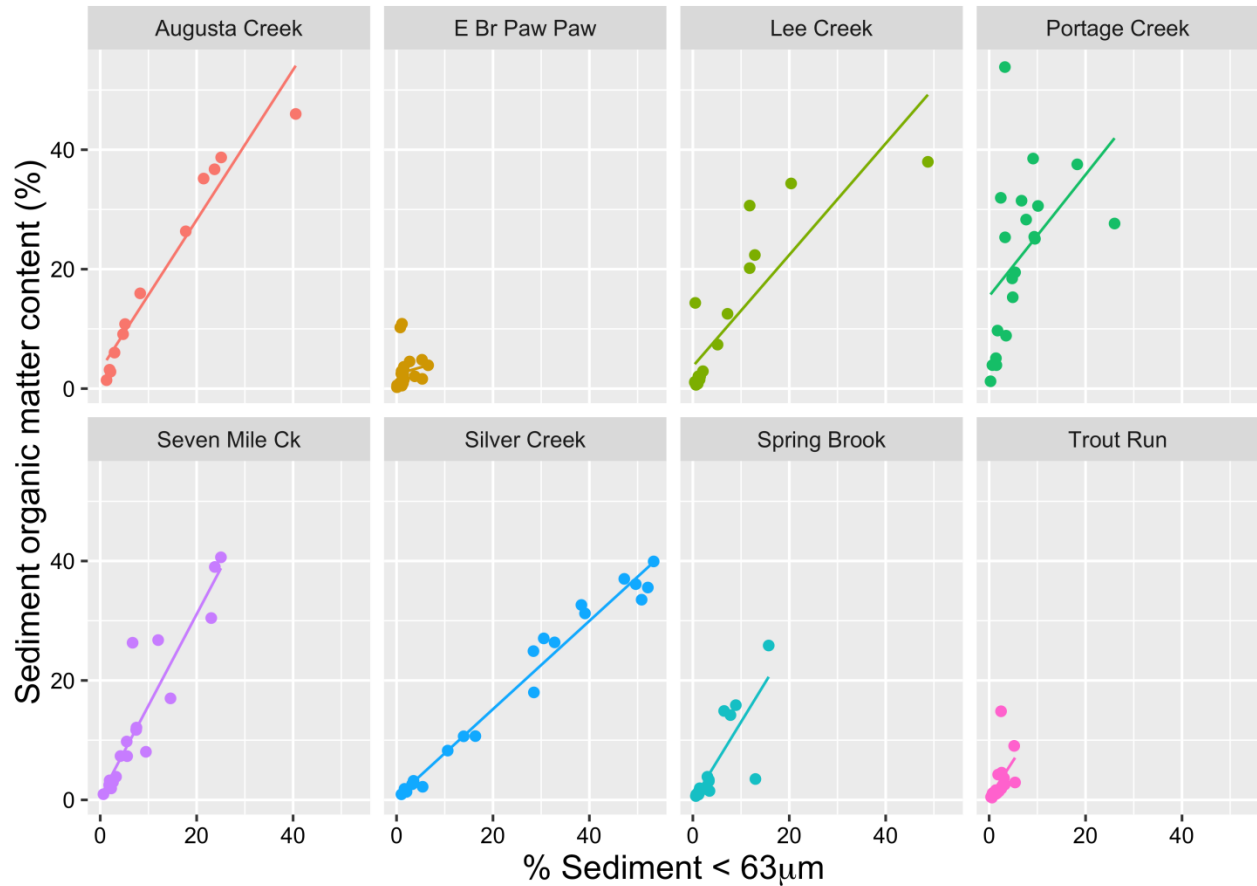 Augusta Creek E Br Paw Paw Lee Creek Portage Creek
40
20
0
Seven Mile Ck Silver Creek Spring Brook Trout Run
40
20
0
0 20 40 0 20 40 0 20 40 0 20 40
% Sediment < 63μm
Sediment organic matter content (%)